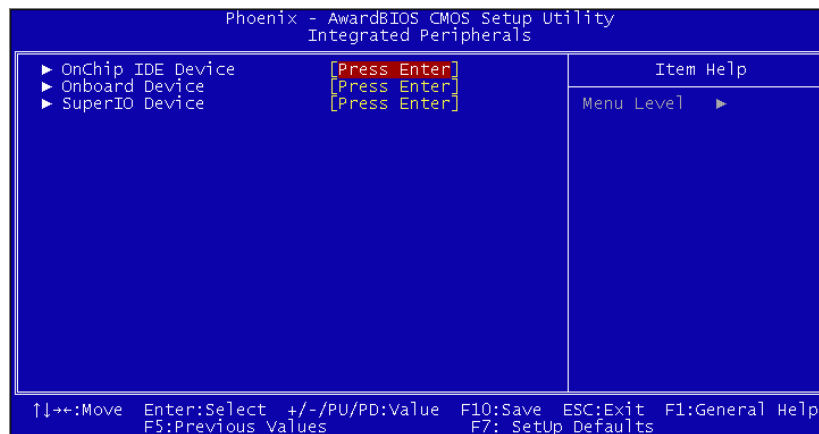 Phoenix - AwardBIOS CMOS Setup Utility
Integrated Peripherals
► OnChip IDE Device [Press Enter]
► Onboard Device [Press Enter]
► SuperIO Device [Press Enter]
Item Help
Menu Level ►
↑↓→←:Move Enter:Select +/-/PU/PD:Value F10:Save ESC:Exit F1:General Help
F5:Previous Values F7: SetUp Defaults